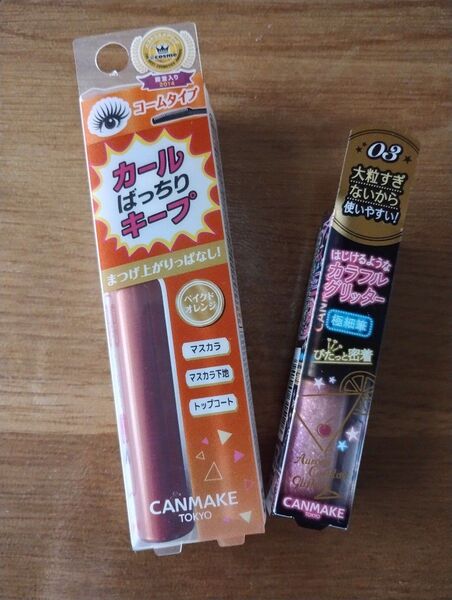 @cosme
殿堂入り
2014
コームタイプ
カール
ばっちり
キープ
まつげ上がりっぱなし!
ベイクド
オレンジ
マスカラ
マスカラ下地
トップコート
CANMAKE
TOKYO
03
大粒すぎ
ないから
使いやすい!
はじけるような
カラフル
グリッター
極細筆
ぴたっと密着
CANMAKE
TOKYO